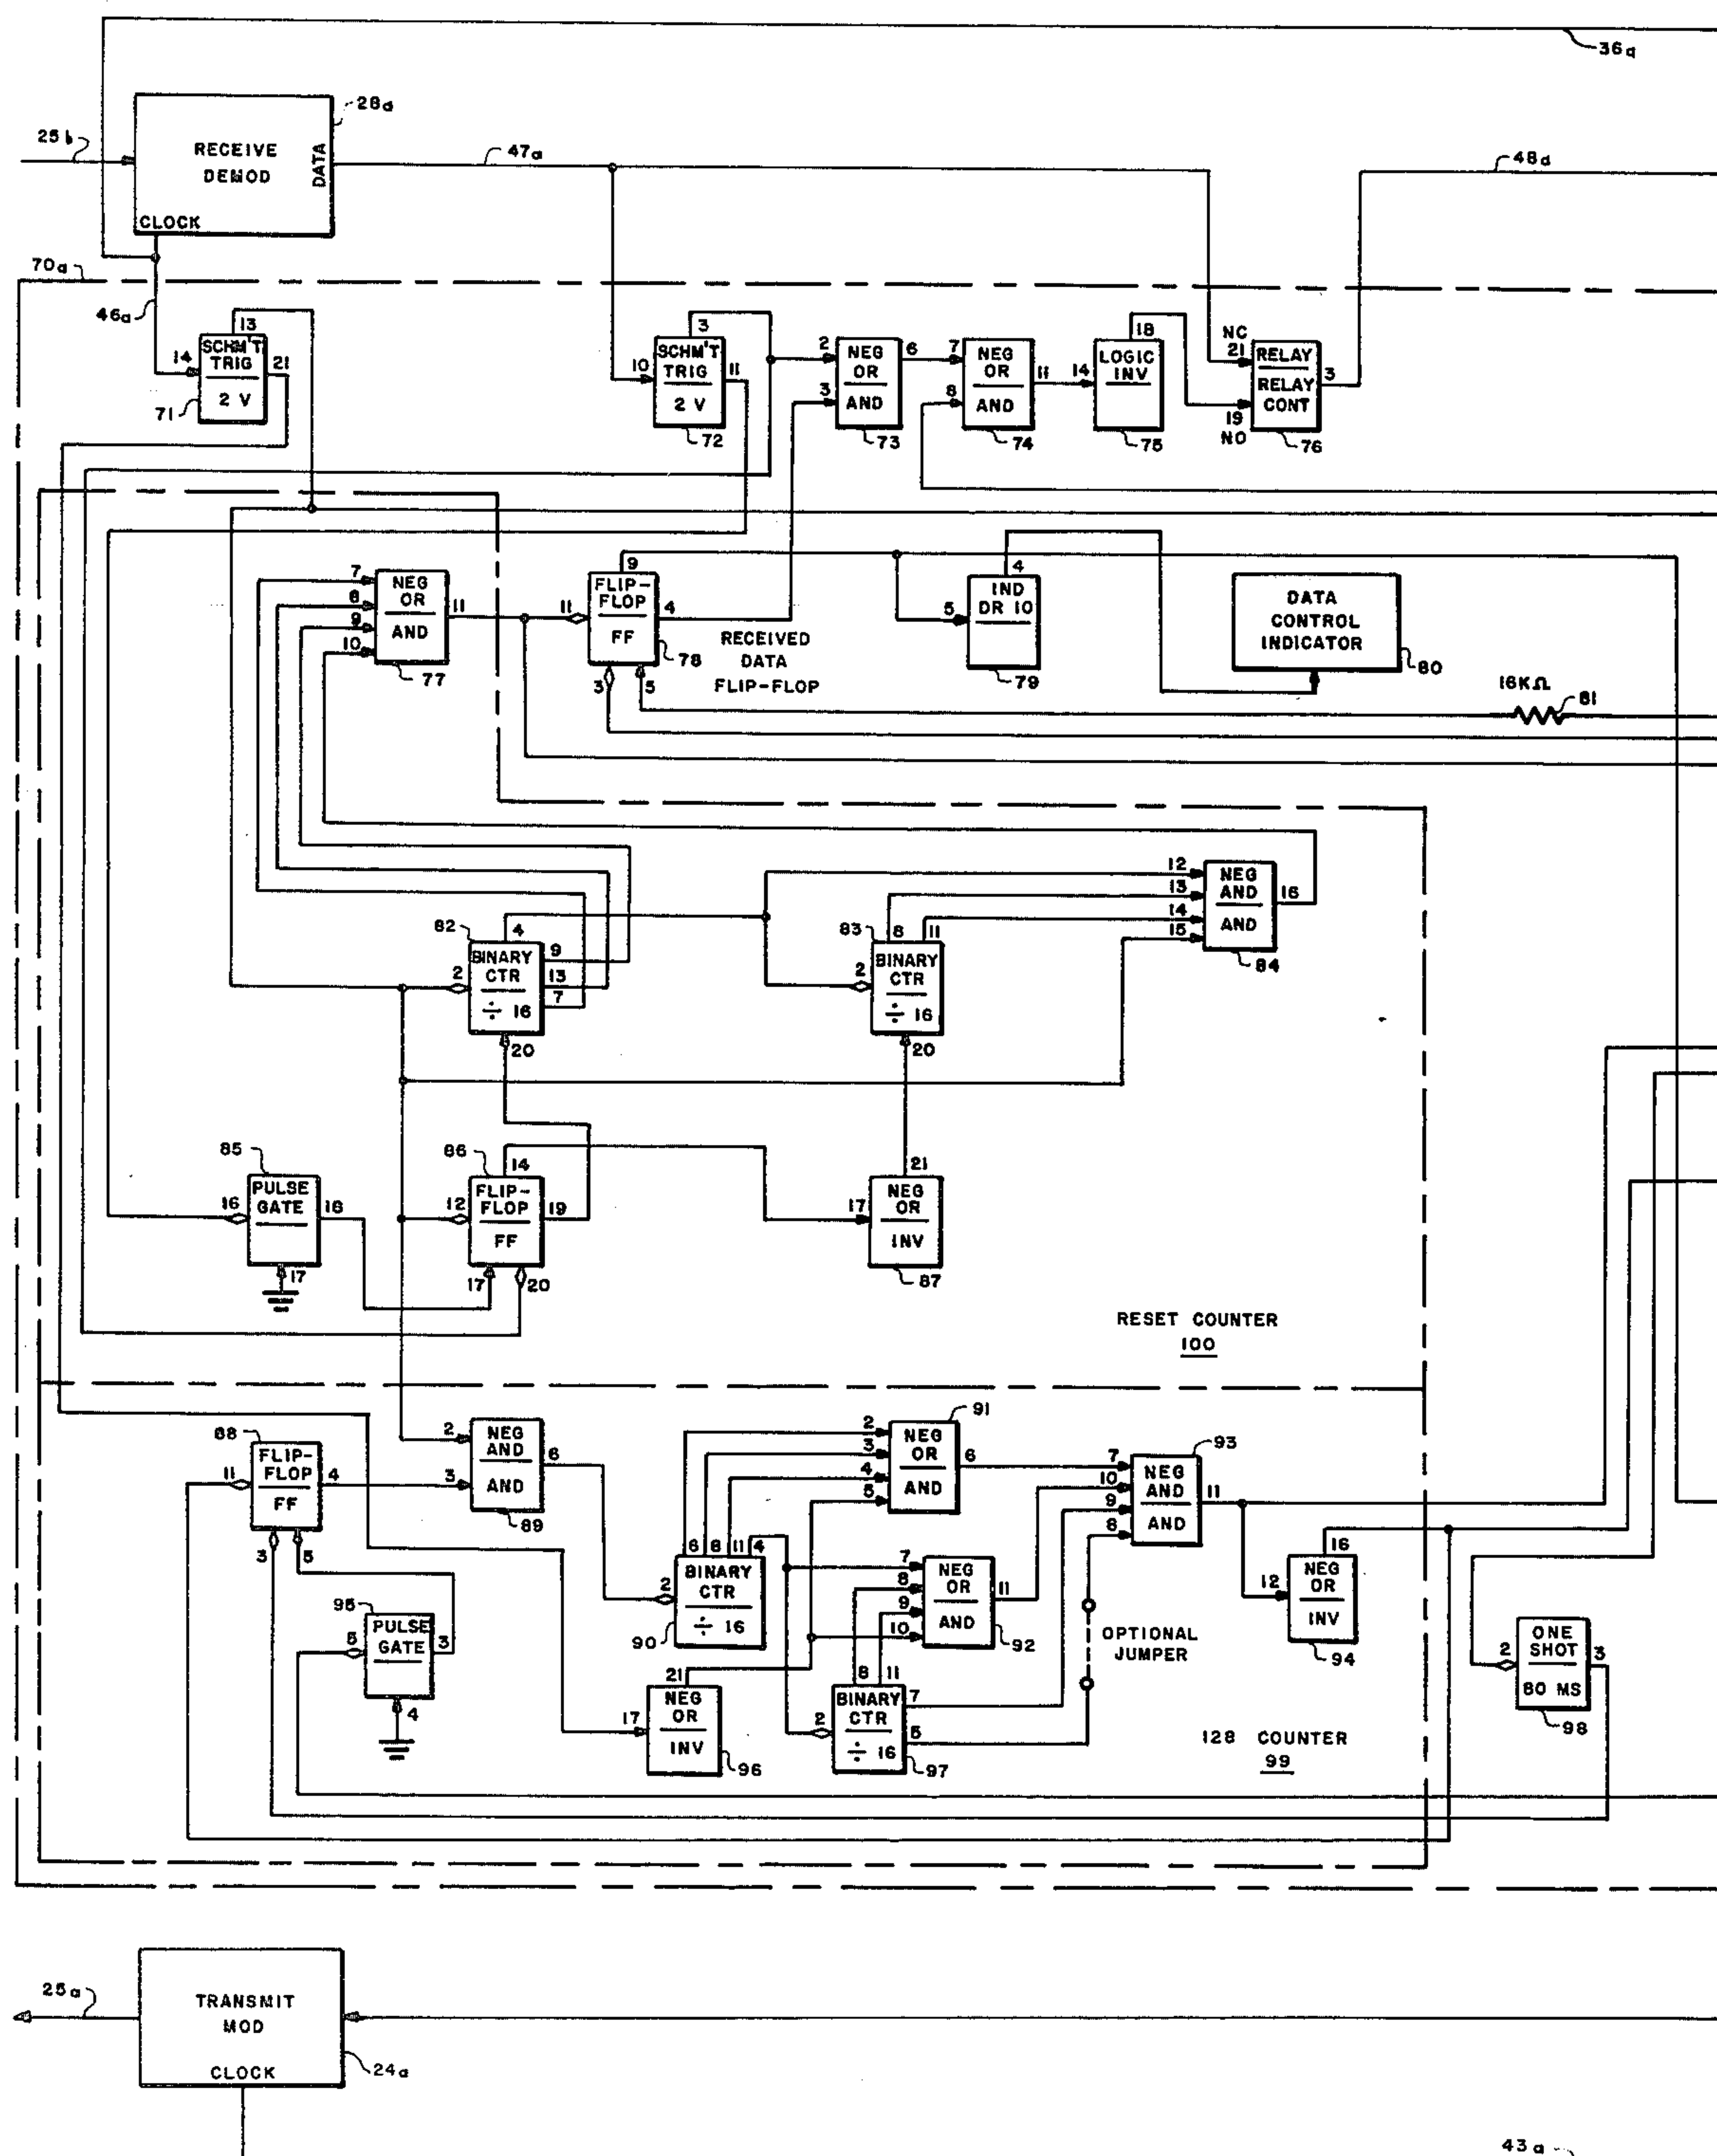 36a
28a
25b
RECEIVE
DEMOD
DATA
CLOCK
47a
48a
70a
46a
13
14
SCHM'T
TRIG
2 V
21
71
3
10
SCHM'T
TRIG
2 V
11
72
2
3
NEG
OR
AND
6
73
7
8
NEG
OR
AND
11
74
18
14
LOGIC
INV
75
NC
21
RELAY
RELAY
CONT
3
19
NO
76
7
8
9
10
NEG
OR
AND
11
77
9
11
FLIP-
FLOP
FF
4
78
3
5
RECEIVED
DATA
FLIP-FLOP
4
5
IND
DR 10
79
DATA
CONTROL
INDICATOR
80
16KΩ
81
82
4
2
BINARY
CTR
÷ 16
9
13
7
20
83
8
11
2
BINARY
CTR
÷ 16
20
12
13
14
15
NEG
AND
AND
16
84
85
16
PULSE
GATE
18
17
86
14
12
FLIP-
FLOP
FF
19
17
20
21
17
NEG
OR
INV
87
RESET COUNTER
100
88
11
FLIP-
FLOP
FF
4
3
5
2
3
NEG
AND
AND
6
89
91
2
3
4
5
NEG
OR
AND
6
93
7
10
9
8
NEG
AND
AND
11
6
8
11
4
2
BINARY
CTR
÷ 16
90
7
8
9
10
NEG
OR
AND
11
92
16
12
NEG
OR
INV
94
95
5
PULSE
GATE
3
4
OPTIONAL
JUMPER
21
17
NEG
OR
INV
96
8
11
2
BINARY
CTR
÷ 16
7
5
97
2
ONE
SHOT
80 MS
3
98
128 COUNTER
99
25a
TRANSMIT
MOD
CLOCK
24a
43a